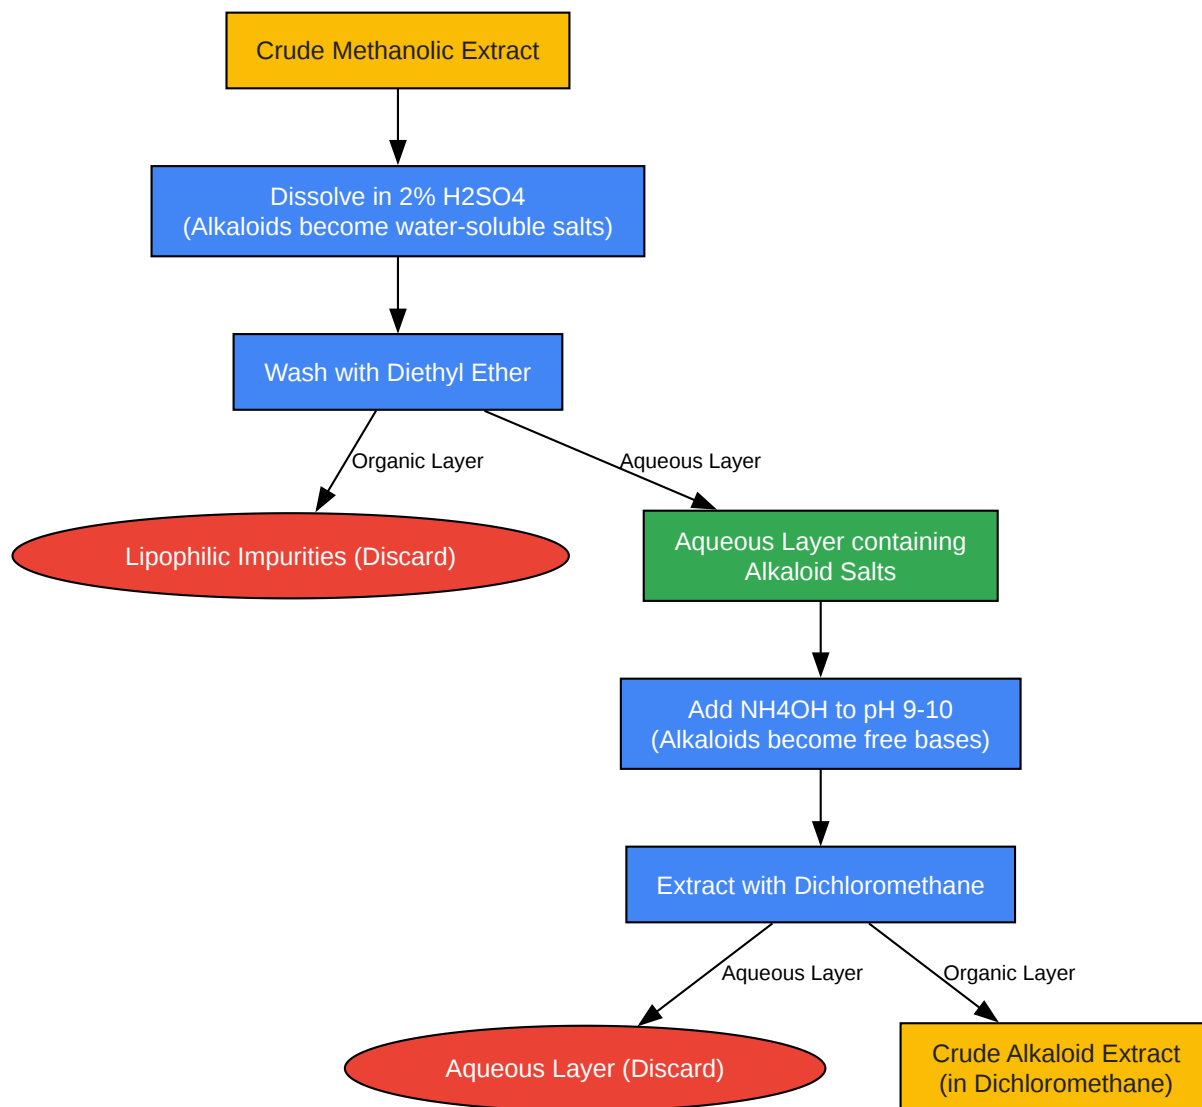 Crude Methanolic Extract
Dissolve in 2% H2SO4
(Alkaloids become water-soluble salts)
Wash with Diethyl Ether
Organic Layer
Aqueous Layer
Lipophilic Impurities (Discard)
Aqueous Layer containing
Alkaloid Salts
Add NH4OH to pH 9-10
(Alkaloids become free bases)
Extract with Dichloromethane
Aqueous Layer
Organic Layer
Aqueous Layer (Discard)
Crude Alkaloid Extract
(in Dichloromethane)